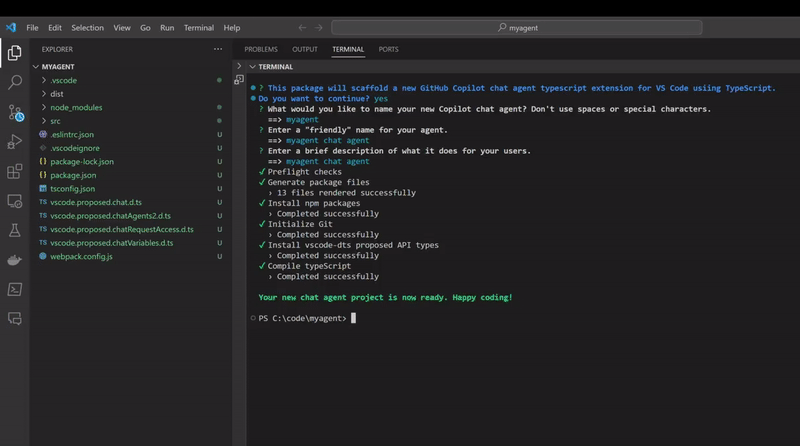 File Edit Selection View Go Run Terminal Help
myagent
EXPLORER
MYAGENT
.vscode
dist
node_modules
src
.eslintrc.json U
.vscodeignore U
package-lock.json U
package.json U
tsconfig.json U
vscode.proposed.chat.d.ts U
vscode.proposed.chatAgents2.d.ts U
vscode.proposed.chatRequestAccess.d.ts U
vscode.proposed.chatVariables.d.ts U
webpack.config.js U
PROBLEMS OUTPUT TERMINAL PORTS
TERMINAL
? This package will scaffold a new GitHub Copilot chat agent typescript extension for VS Code usiing TypeScript.
Do you want to continue? yes
? What would you like to name your new Copilot chat agent? Don't use spaces or special characters.
==> myagent
? Enter a "friendly" name for your agent.
==> myagent chat agent
? Enter a brief description of what it does for your users.
==> myagent chat agent
✓ Preflight checks
✓ Generate package files
› 13 files rendered successfully
✓ Install npm packages
› Completed successfully
✓ Initialize Git
› Completed successfully
✓ Install vscode-dts proposed API types
› Completed successfully
✓ Compile typeScript
› Completed successfully
Your new chat agent project is now ready. Happy coding!
PS C:\code\myagent>